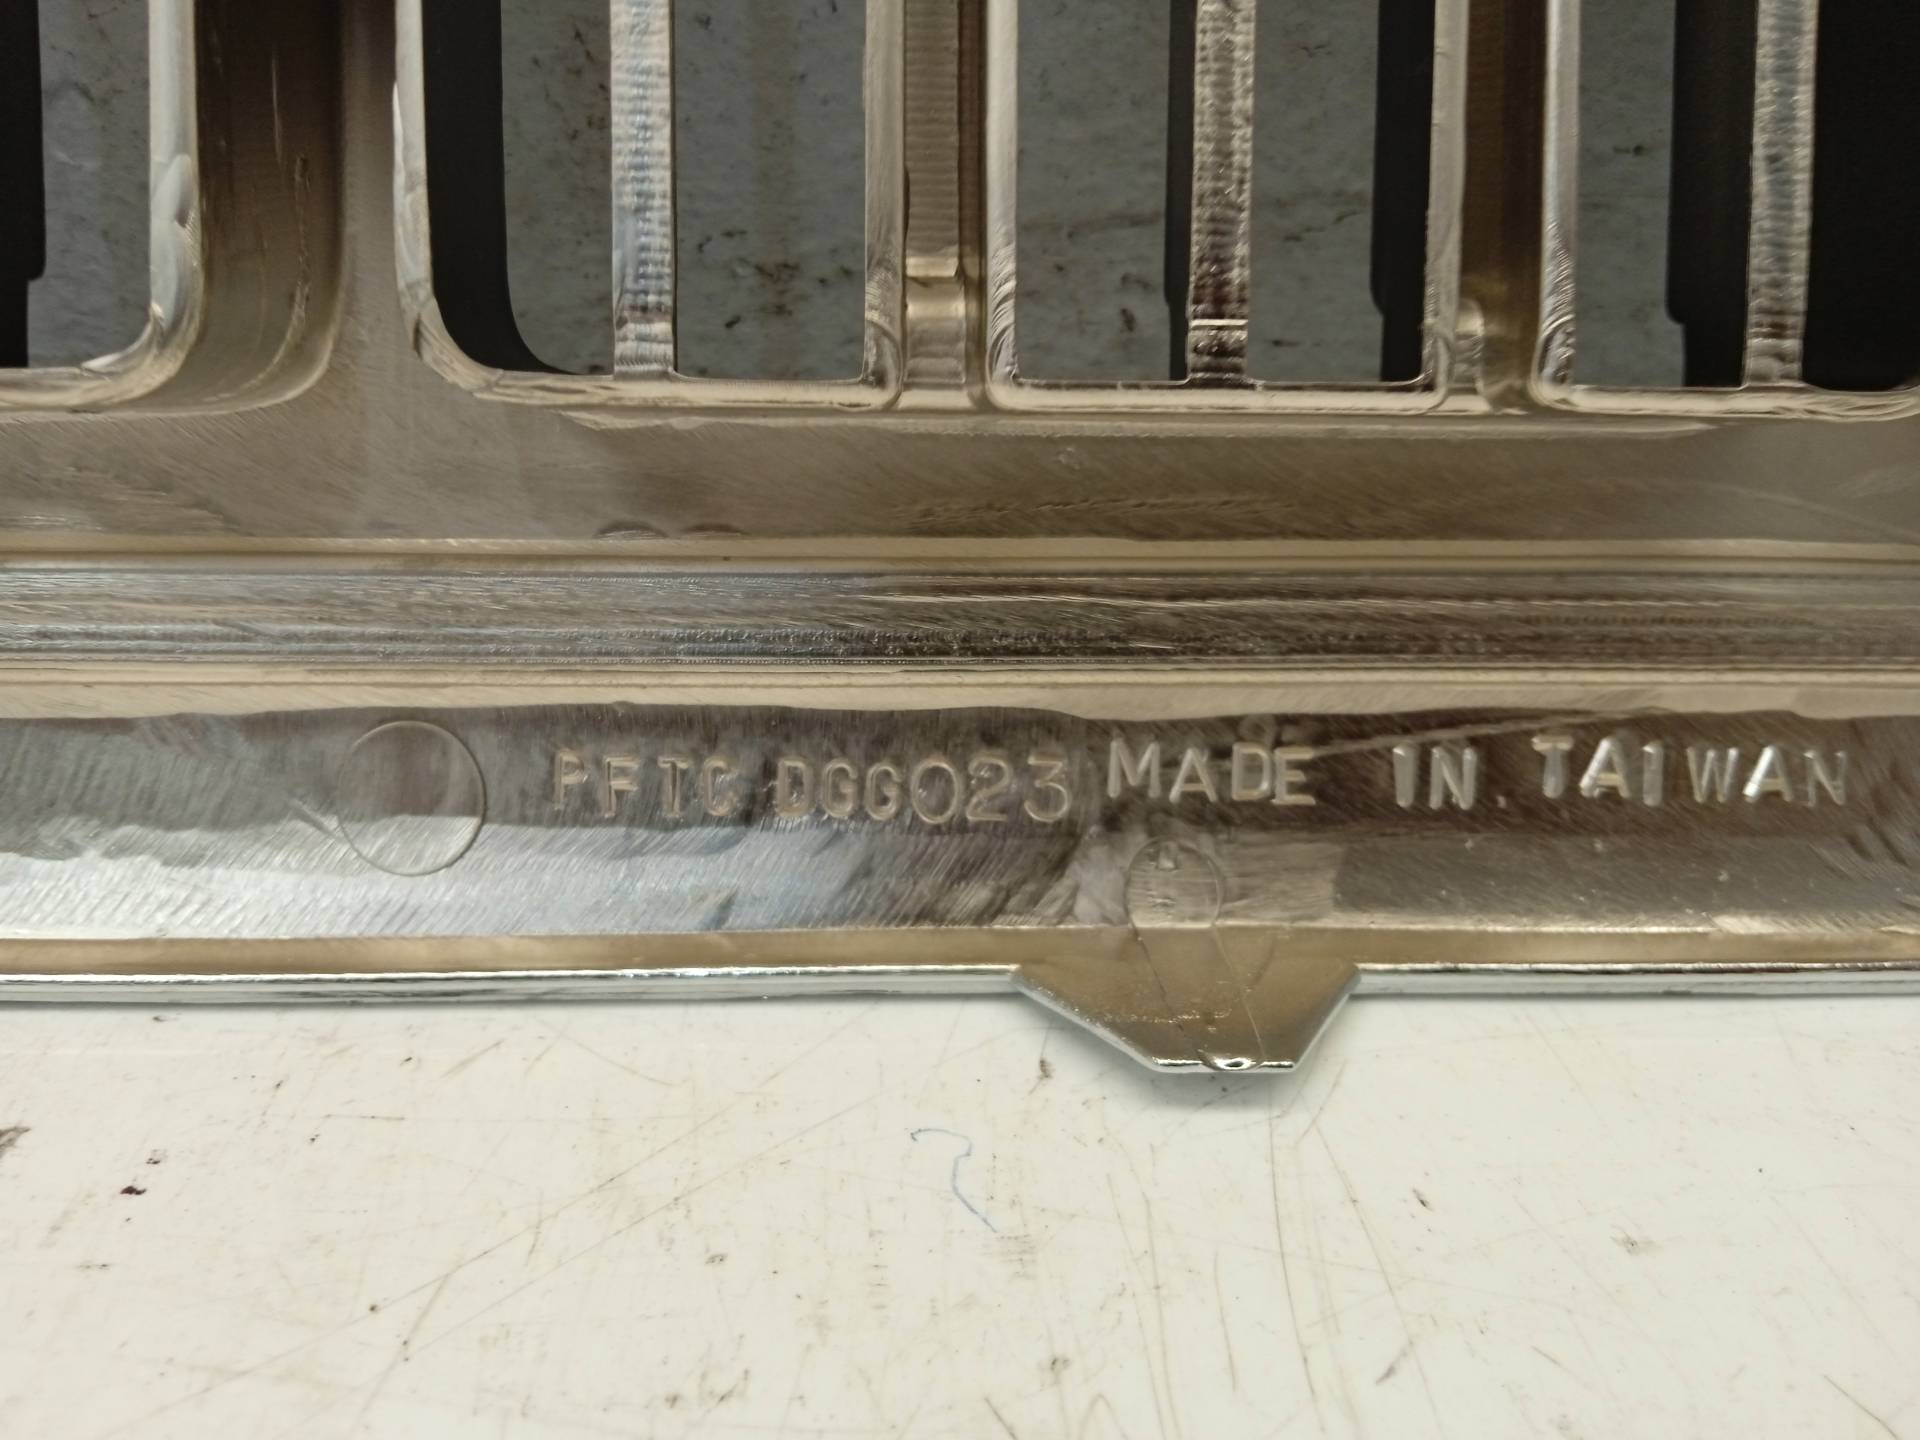 PFTC DGG023 MADE IN TAIWAN